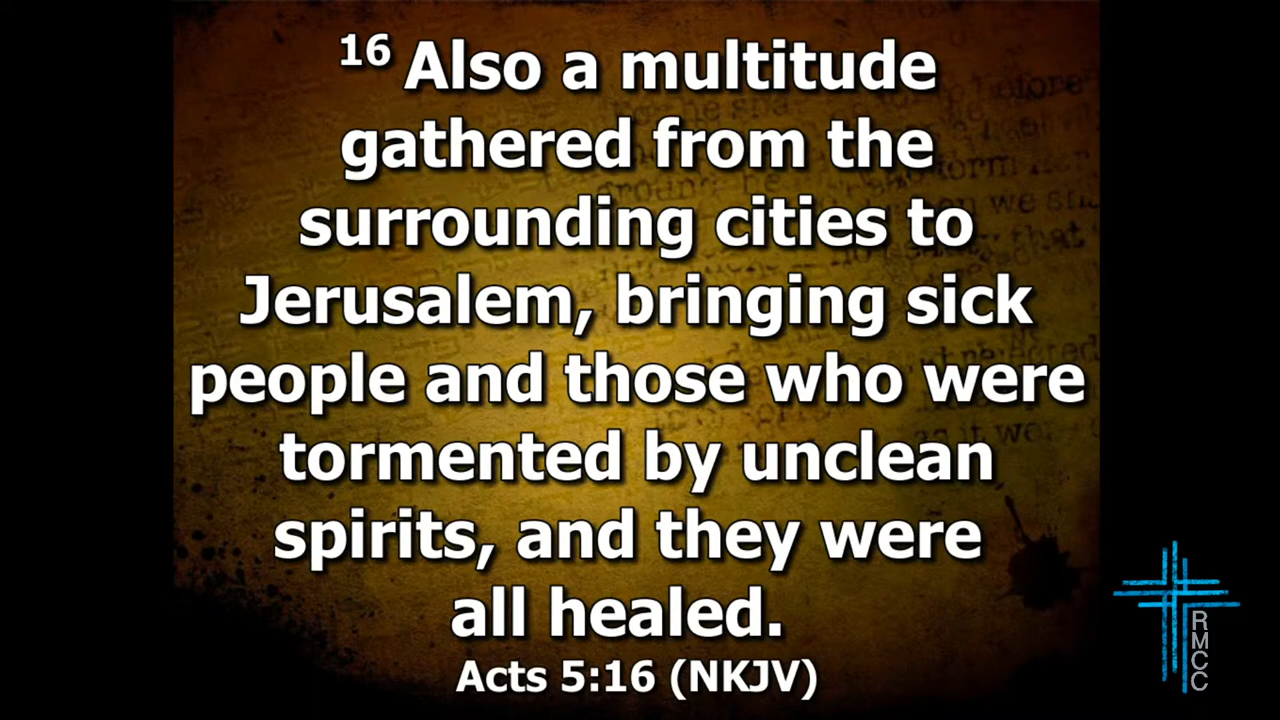 16 Also a multitude
gathered from the
surrounding cities to
Jerusalem, bringing sick
people and those who were
tormented by unclean
spirits, and they were
all healed.
Acts 5:16 (NKJV)
RMCC